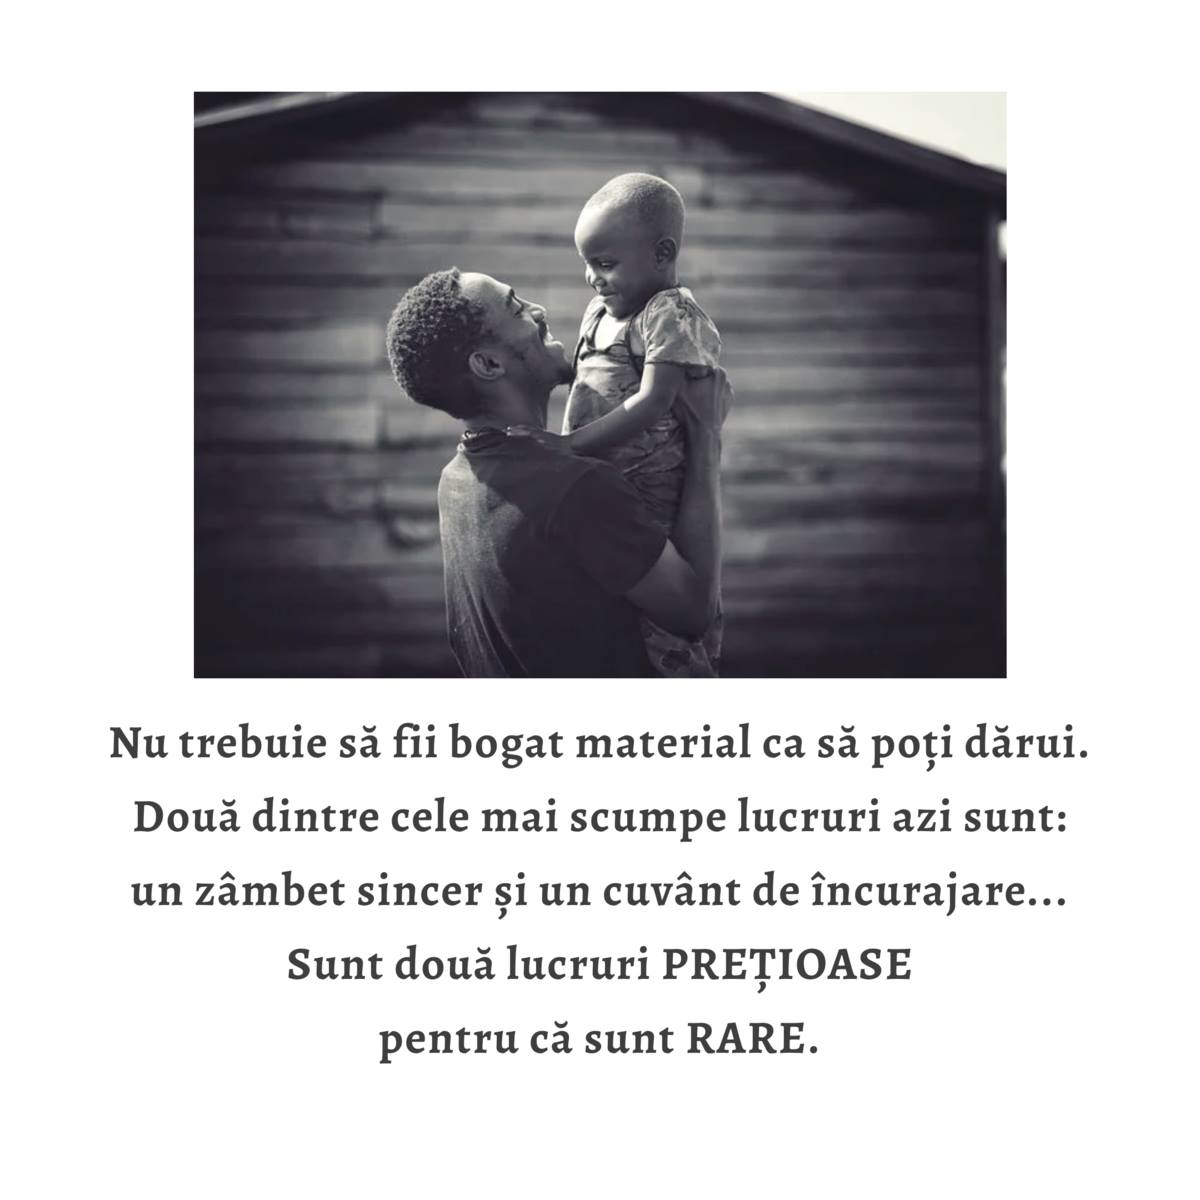 Nu trebuie să fii bogat material ca să poți dărui.
Două dintre cele mai scumpe lucruri azi sunt:
un zâmbet sincer și un cuvânt de încurajare...
Sunt două lucruri PREȚIOASE
pentru că sunt RARE.